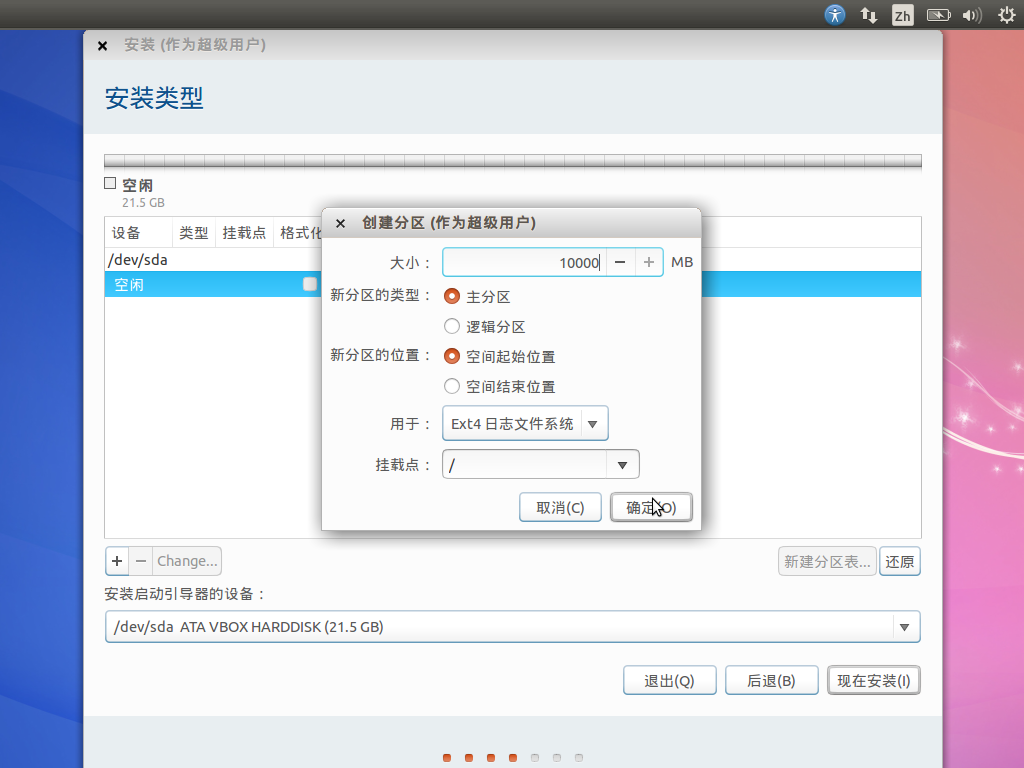 Zh
安装 (作为超级用户)
安装类型
空闲
21.5 GB
设备 类型 挂载点 格式化
/dev/sda
空闲
创建分区 (作为超级用户)
大小： 10000 MB
新分区的类型： 主分区
逻辑分区
新分区的位置： 空间起始位置
空间结束位置
用于： Ext4 日志文件系统
挂载点： /
取消(C) 确定(O)
+ − Change... 新建分区表... 还原
安装启动引导器的设备：
/dev/sda ATA VBOX HARDDISK (21.5 GB)
退出(Q) 后退(B) 现在安装(I)